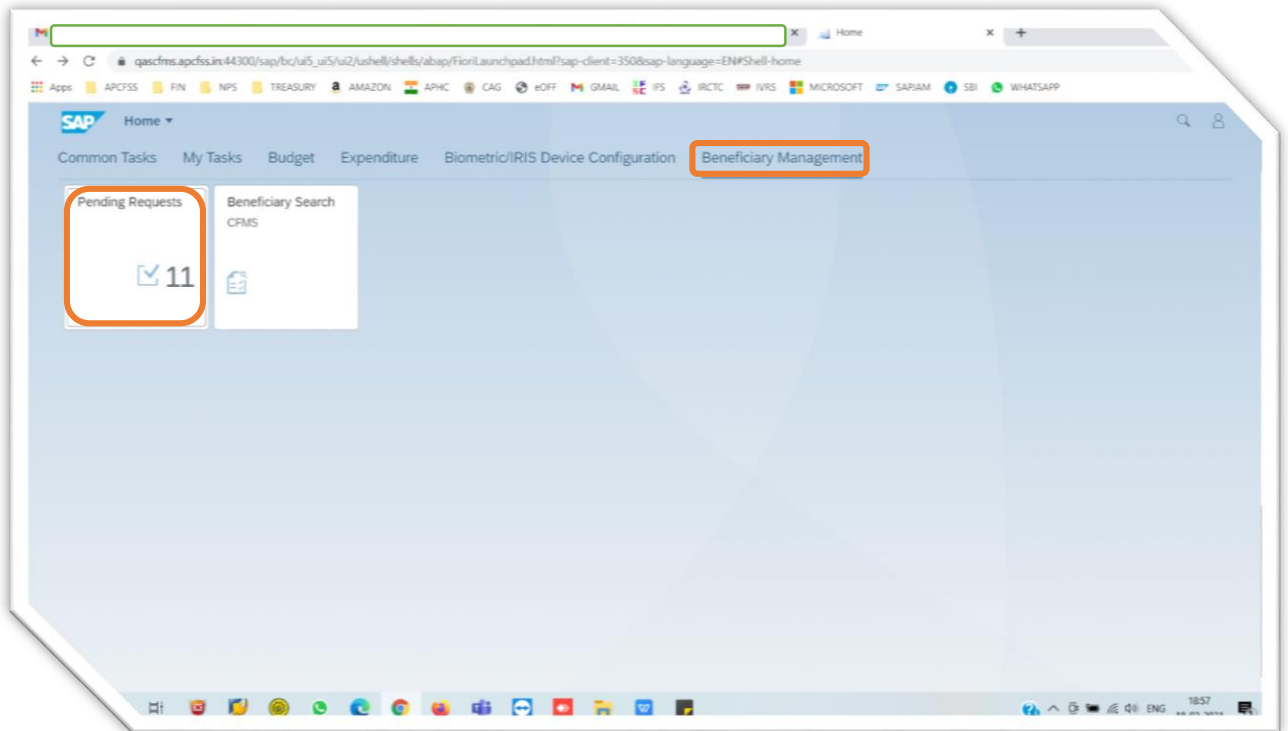 Home
qascfms.apcfss.in:44300/sap/bc/ui5_ui5/ui2/ushell/shells/abap/FioriLaunchpad.html?sap-client=350&sap-language=EN#Shell-home
Apps APCFSS FIN NPS TREASURY AMAZON APHC CAG eOFF GMAIL IFS IRCTC IVRS MICROSOFT SAPJAM SBI WHATSAPP
SAP Home
Common Tasks My Tasks Budget Expenditure Biometric/IRIS Device Configuration Beneficiary Management
Pending Requests
11
Beneficiary Search
CFMS
ENG 18:57